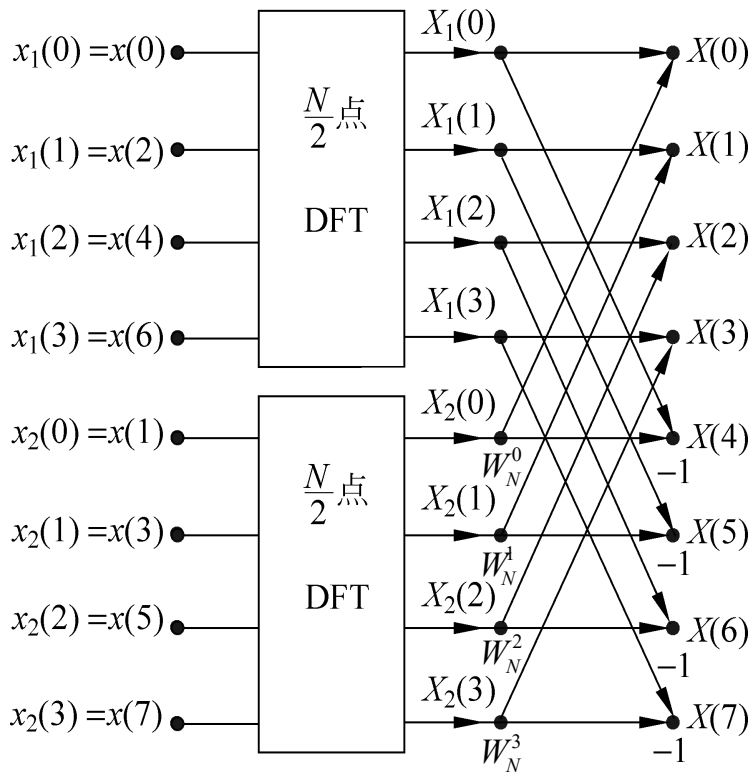 x₁(0) =x(0)
X₁(0)
X(0)
x₁(1) =x(2)
N/2 点
X₁(1)
X(1)
x₁(2) =x(4)
DFT
X₁(2)
X(2)
x₁(3) =x(6)
X₁(3)
X(3)
x₂(0) =x(1)
X₂(0)
W_N^0
X(4)
-1
x₂(1) =x(3)
N/2 点
X₂(1)
W_N^1
X(5)
-1
x₂(2) =x(5)
DFT
X₂(2)
W_N^2
X(6)
-1
x₂(3) =x(7)
X₂(3)
W_N^3
X(7)
-1